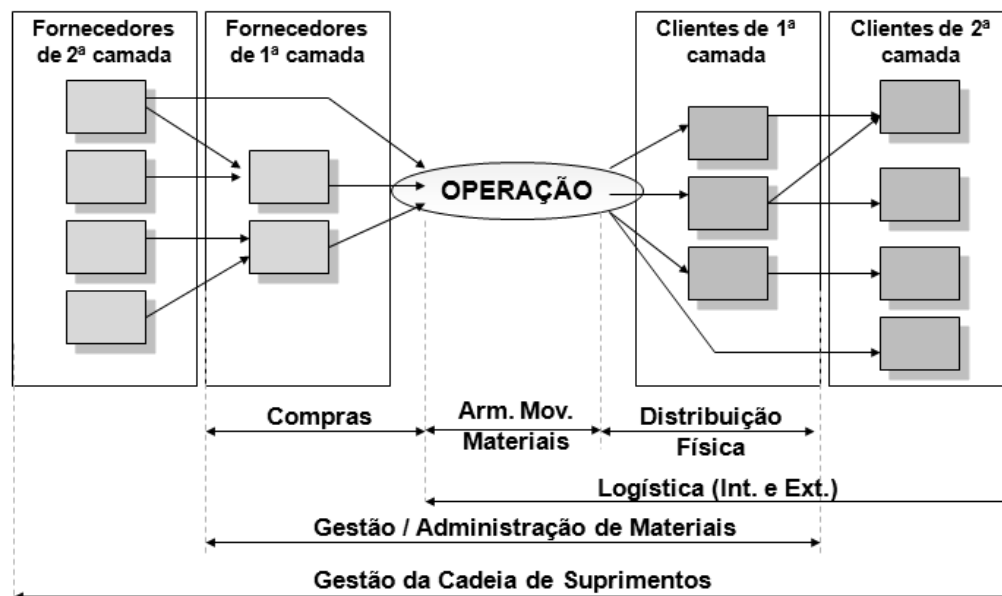 Fornecedores
de 2ª camada
Fornecedores
de 1ª camada
Clientes de 1ª
camada
Clientes de 2ª
camada
OPERAÇÃO
Compras
Arm. Mov.
Materiais
Distribuição
Física
Logística (Int. e Ext.)
Gestão / Administração de Materiais
Gestão da Cadeia de Suprimentos